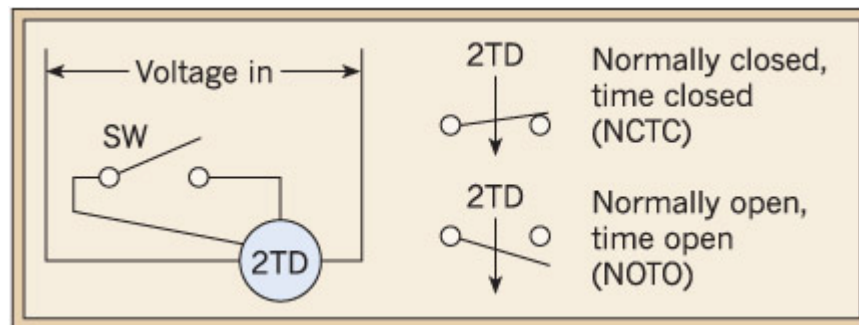 Voltage in
SW
2TD
2TD
Normally closed,
time closed
(NCTC)
2TD
Normally open,
time open
(NOTO)